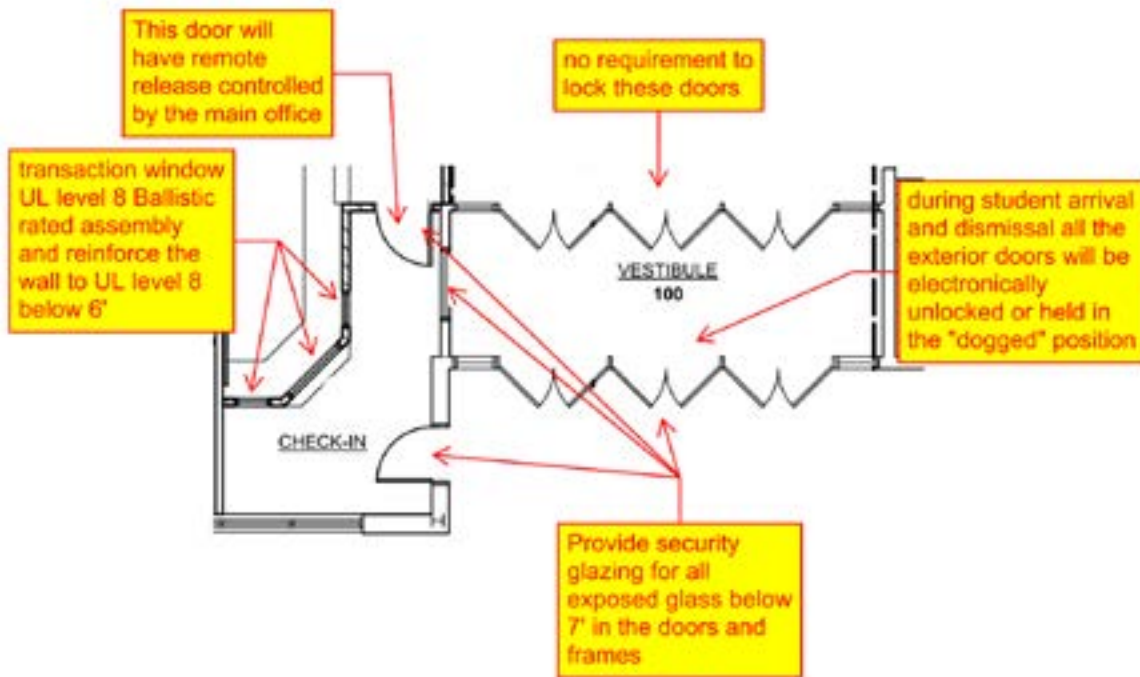 This door will
have remote
release controlled
by the main office
no requirement to
lock these doors
transaction window
UL level 8 Ballistic
rated assembly
and reinforce the
wall to UL level 8
below 6'
during student arrival
and dismissal all the
exterior doors will be
electronically
unlocked or held in
the "dogged" position
VESTIBULE
100
CHECK-IN
Provide security
glazing for all
exposed glass below
7' in the doors and
frames